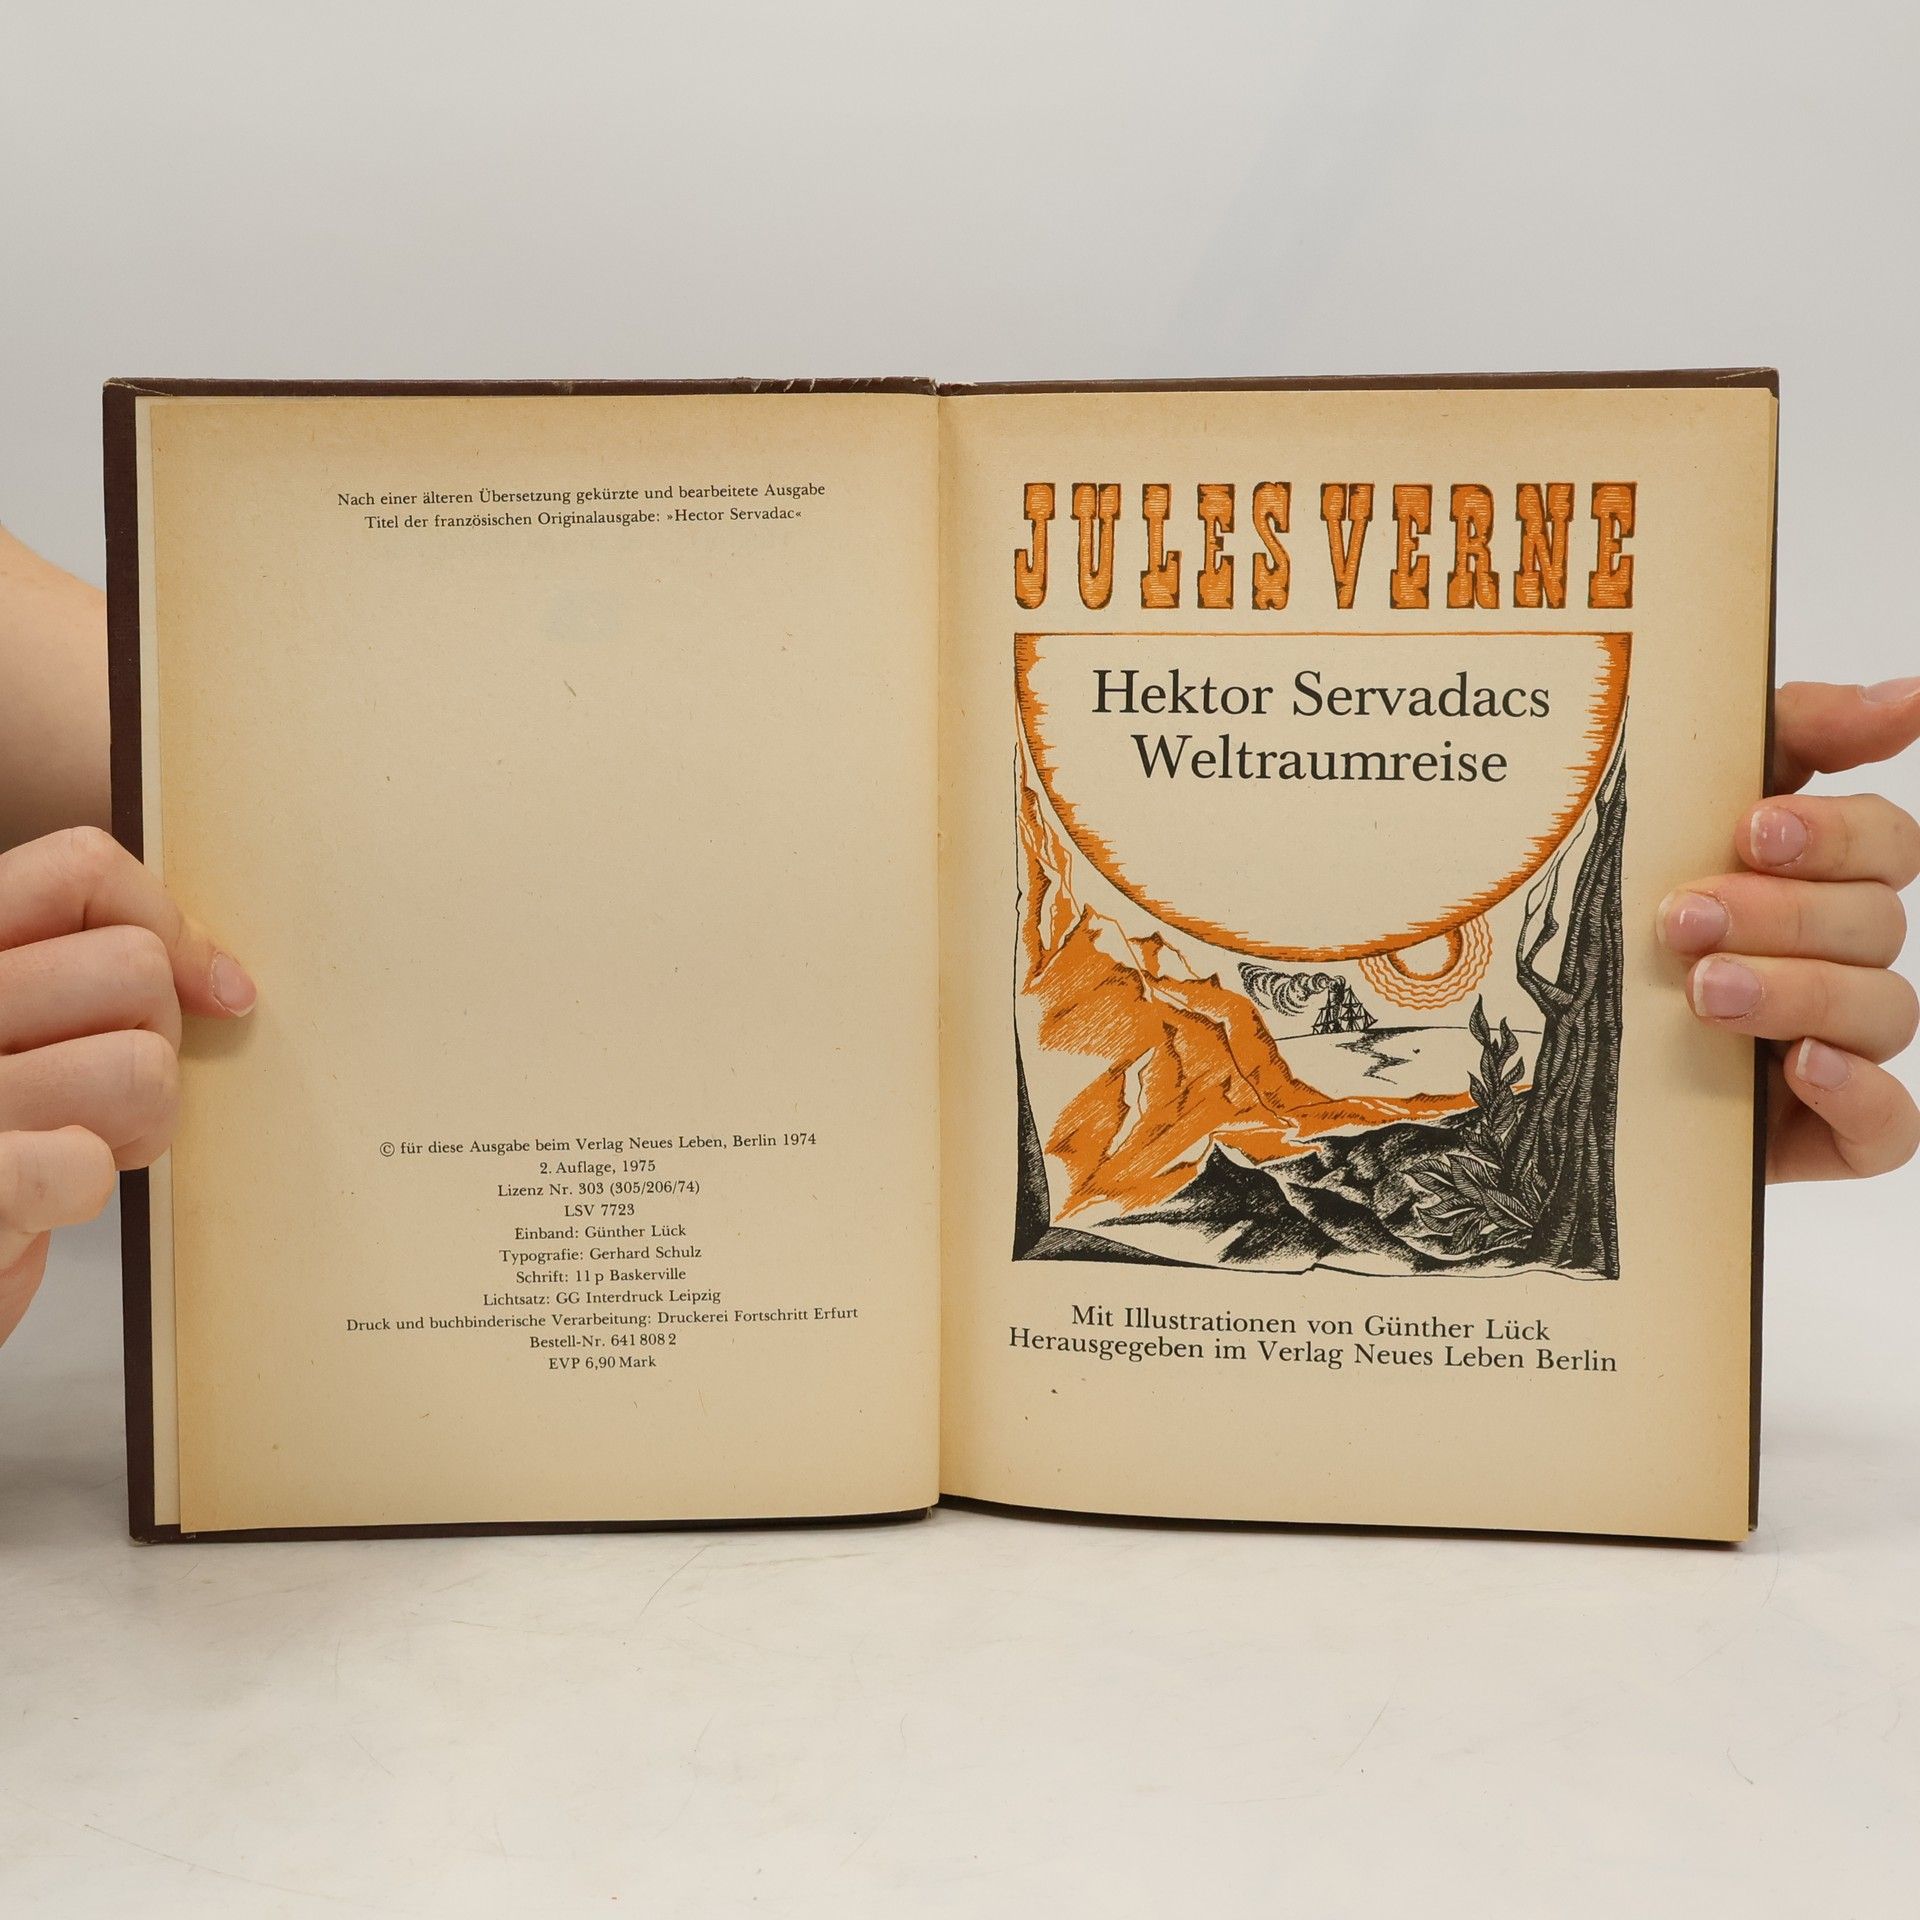 Nach einer älteren Übersetzung gekürzte und bearbeitete Ausgabe
Titel der französischen Originalausgabe: »Hector Servadac«
© für diese Ausgabe beim Verlag Neues Leben, Berlin 1974
2. Auflage, 1975
Lizenz Nr. 303 (305/206/74)
LSV 7723
Einband: Günther Lück
Typografie: Gerhard Schulz
Schrift: 11 p Baskerville
Lichtsatz: GG Interdruck Leipzig
Druck und buchbinderische Verarbeitung: Druckerei Fortschritt Erfurt
Bestell-Nr. 641 808 2
EVP 6,90 Mark
JULES VERNE
Hektor Servadacs
Weltraumreise
Mit Illustrationen von Günther Lück
Herausgegeben im Verlag Neues Leben Berlin